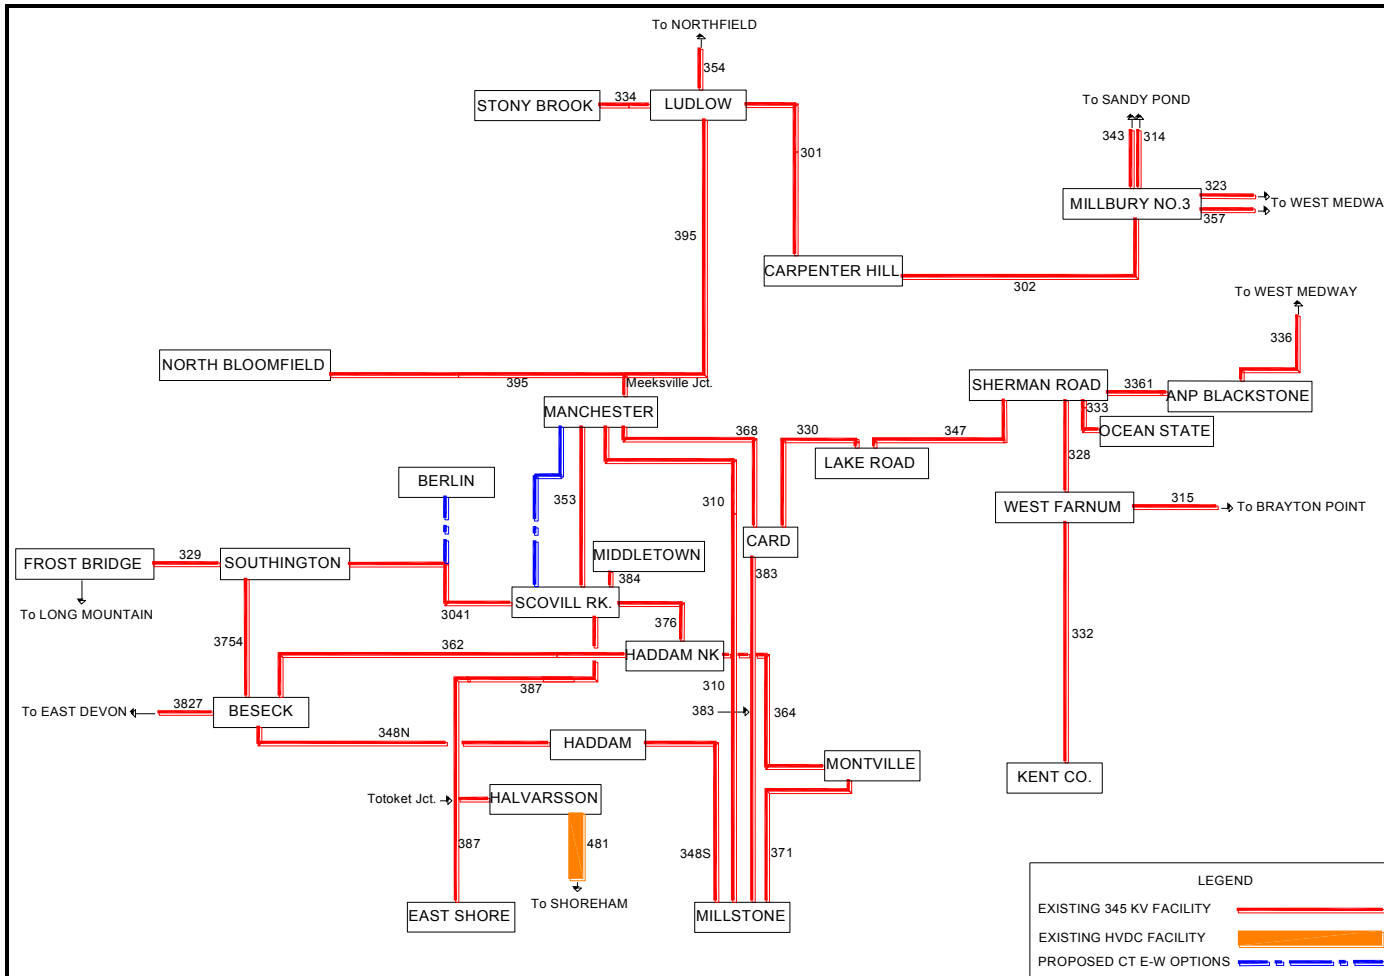 To NORTHFIELD
354
STONY BROOK
334
LUDLOW
To SANDY POND
343
314
301
323
MILLBURY NO.3
To WEST MEDWA
357
395
CARPENTER HILL
302
To WEST MEDWAY
336
NORTH BLOOMFIELD
395
Meeksville Jct.
SHERMAN ROAD
3361
ANP BLACKSTONE
MANCHESTER
333
OCEAN STATE
368
330
347
LAKE ROAD
328
BERLIN
353
310
WEST FARNUM
315
To BRAYTON POINT
CARD
MIDDLETOWN
FROST BRIDGE
329
SOUTHINGTON
384
383
To LONG MOUNTAIN
SCOVILL RK.
3041
376
3754
362
HADDAM NK
332
387
310
To EAST DEVON
3827
BESECK
383
364
348N
HADDAM
MONTVILLE
KENT CO.
Totoket Jct.
HALVARSSON
387
481
348S
371
To SHOREHAM
EAST SHORE
MILLSTONE
LEGEND
EXISTING 345 KV FACILITY
EXISTING HVDC FACILITY
PROPOSED CT E-W OPTIONS